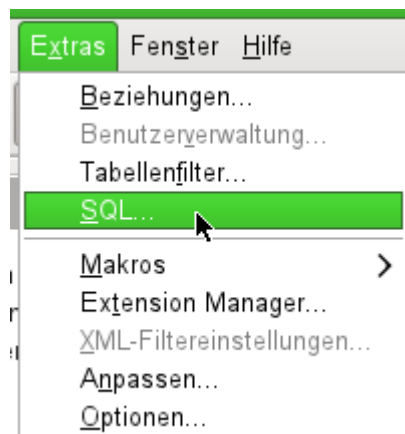 Extras Fenster Hilfe
Beziehungen...
Benutzerverwaltung...
Tabellenfilter...
SQL...
Makros
Extension Manager...
XML-Filtereinstellungen...
Anpassen...
Optionen...